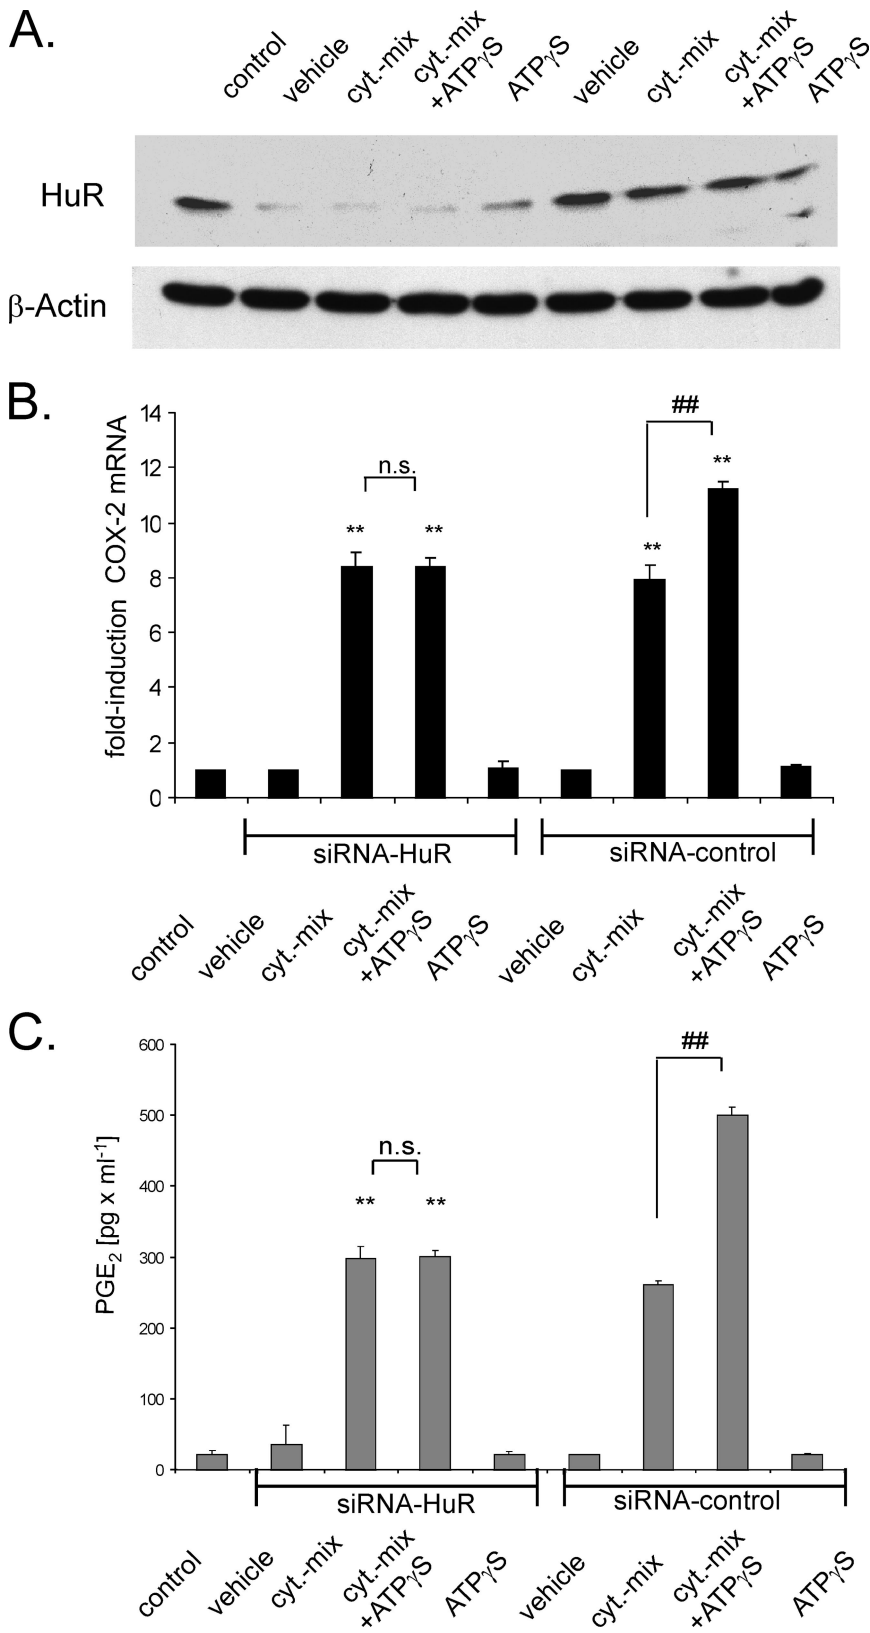 A.
control
vehicle
cyt.-mix
cyt.-mix
+ATPγS
ATPγS
vehicle
cyt.-mix
cyt.-mix
+ATPγS
ATPγS
HuR
β-Actin
B.
fold-induction COX-2 mRNA
14
12
10
8
6
4
2
0
n.s.
**
**
##
**
**
siRNA-HuR
siRNA-control
control
vehicle
cyt.-mix
cyt.-mix
+ATPγS
ATPγS
vehicle
cyt.-mix
cyt.-mix
+ATPγS
ATPγS
C.
PGE2 [pg x ml-1]
600
500
400
300
200
100
0
n.s.
**
**
##
siRNA-HuR
siRNA-control
control
vehicle
cyt.-mix
cyt.-mix
+ATPγS
ATPγS
vehicle
cyt.-mix
cyt.-mix
+ATPγS
ATPγS